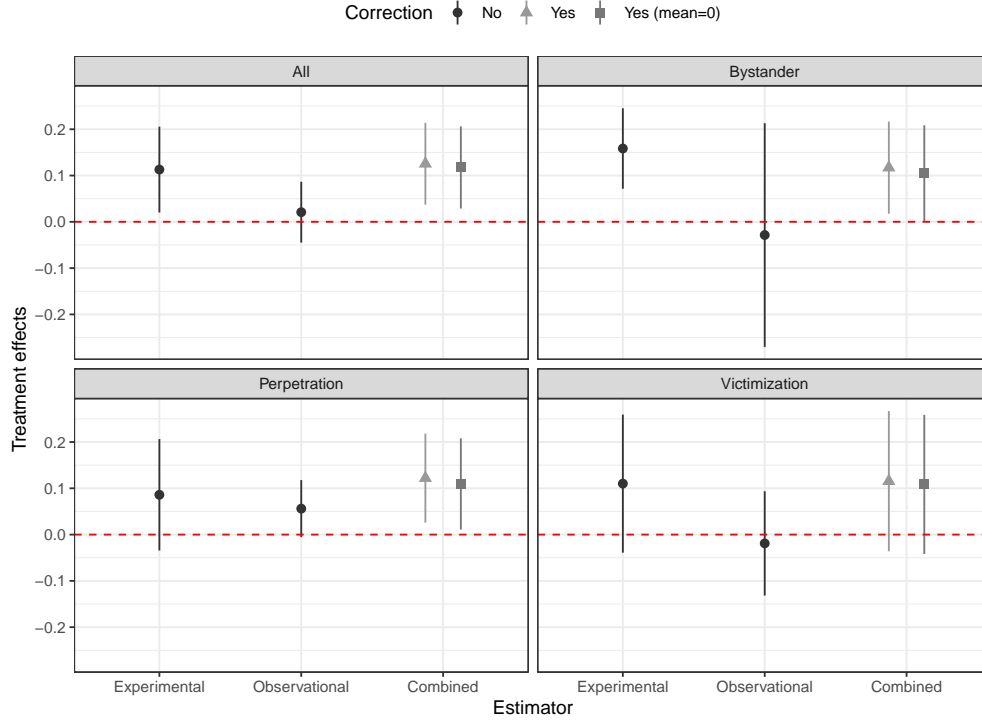 Correction No Yes Yes (mean=0)
All Bystander
0.2
0.1
0.0
−0.1
−0.2
Perpetration Victimization
0.2
0.1
0.0
−0.1
−0.2
Treatment effects
Experimental Observational Combined Experimental Observational Combined
Estimator